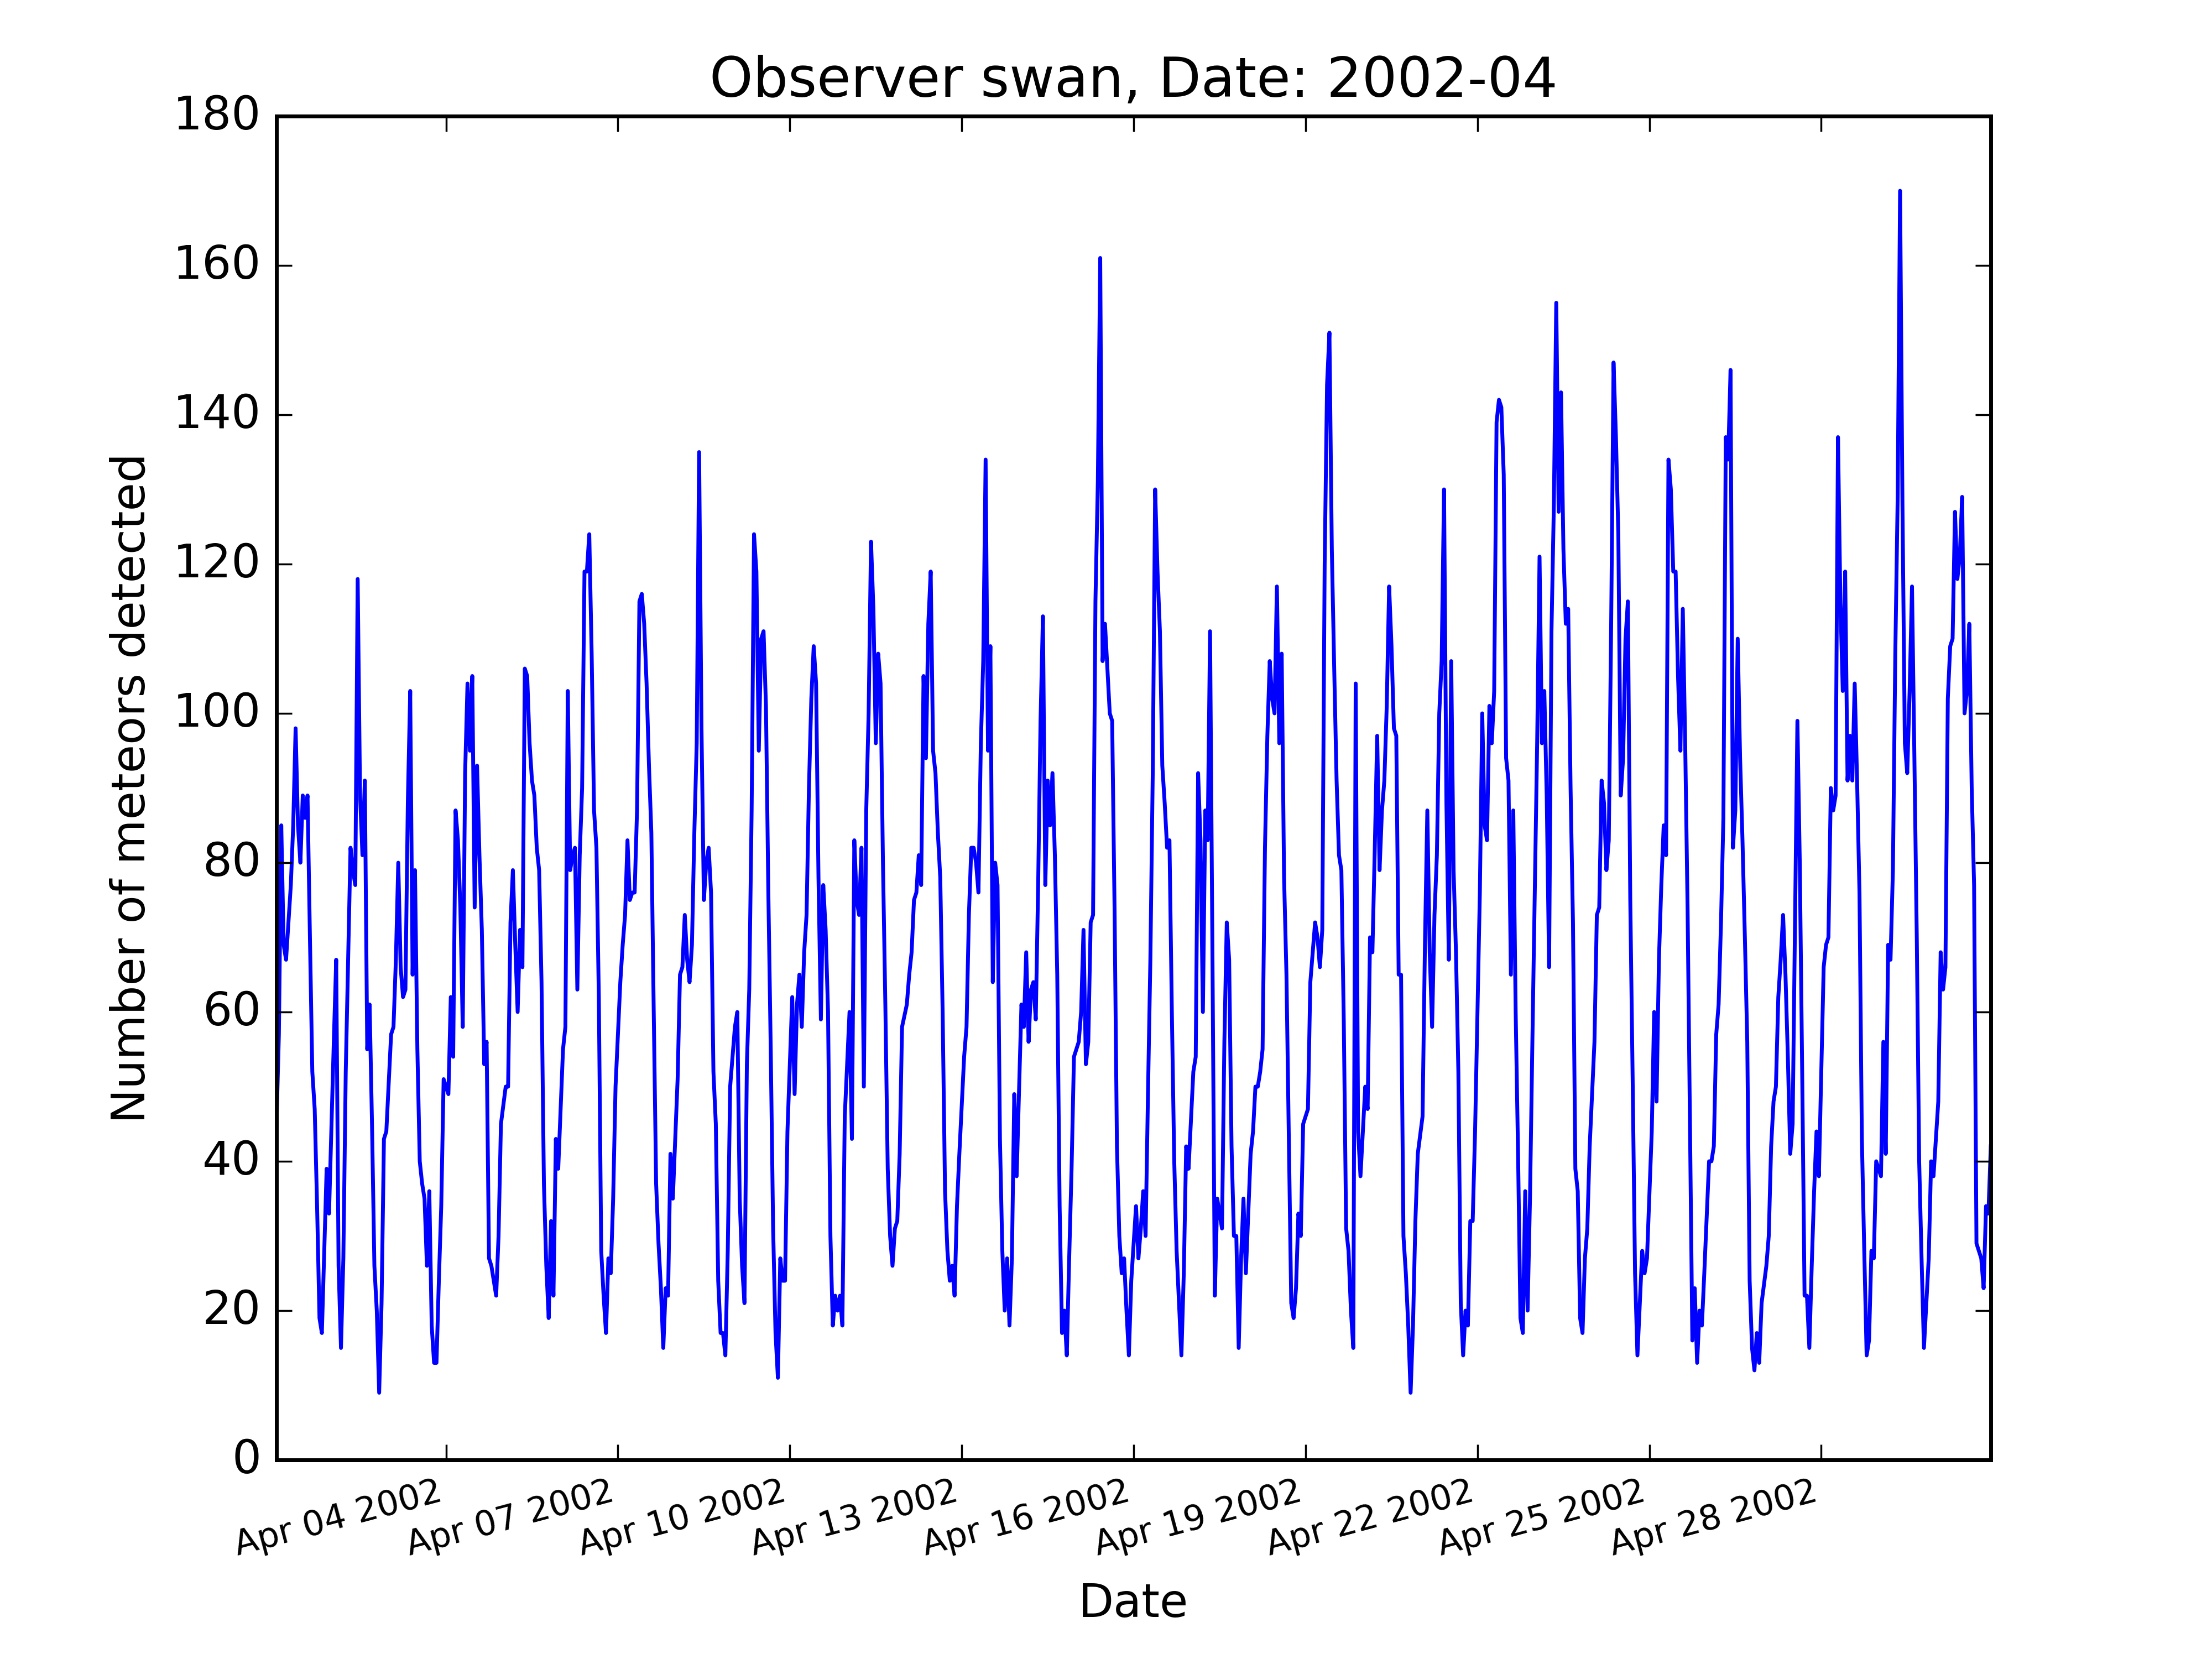 Observer swan, Date: 2002-04
180
160
140
120
100
80
60
40
20
0
Number of meteors detected
Apr 04 2002
Apr 07 2002
Apr 10 2002
Apr 13 2002
Apr 16 2002
Apr 19 2002
Apr 22 2002
Apr 25 2002
Apr 28 2002
Date